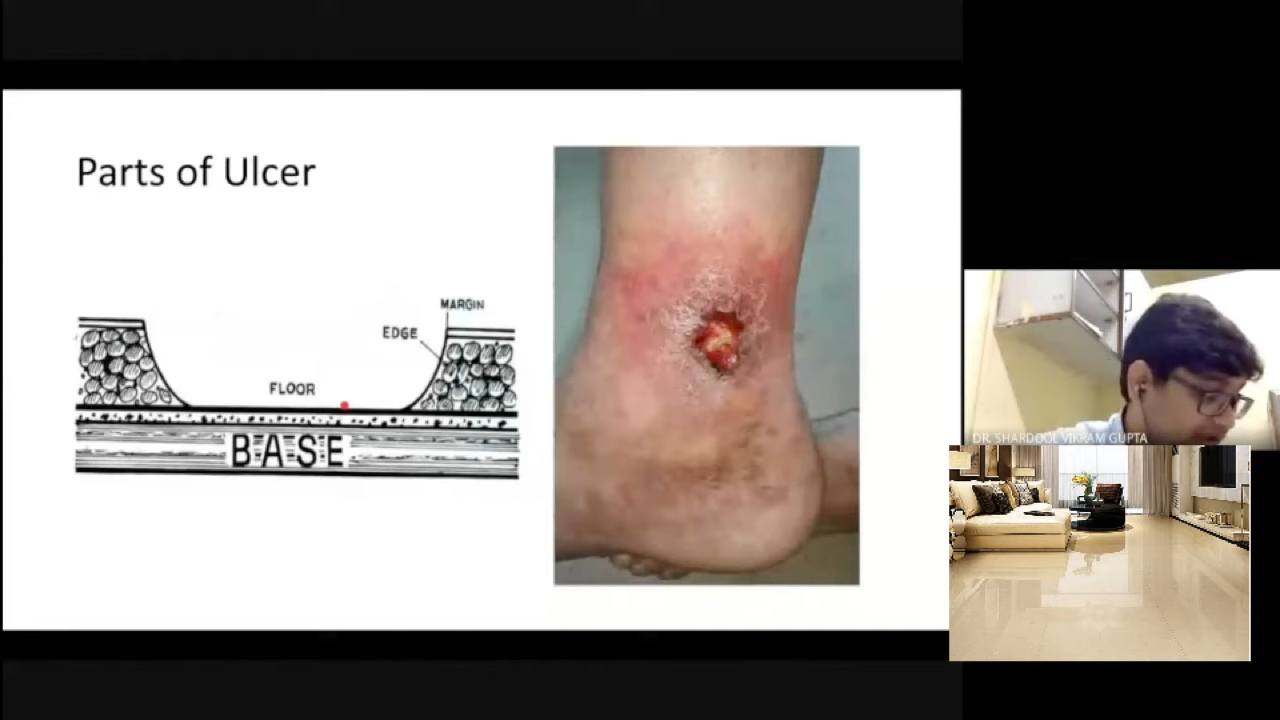 Parts of Ulcer
MARGIN
EDGE
FLOOR
BASE
DR. SHARDOOL VIKRAM GUPTA